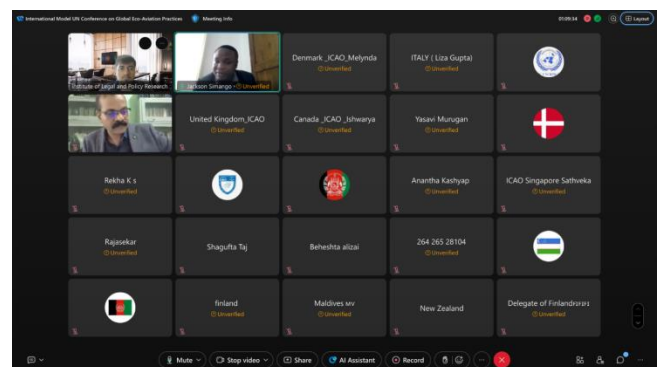 International Model UN Conference on Global Eco-Aviation Practices
Meeting Info
01:09:14
Layout
Institute of Legal and Policy Research
Jackson Simango
Unverified
Denmark _ICAO_Melynda
Unverified
ITALY ( Liza Gupta)
Unverified
United Kingdom_ICAO
Unverified
Canada _ICAO _Ishwarya
Unverified
Yasavi Murugan
Unverified
Rekha K s
Unverified
Anantha Kashyap
Unverified
ICAO Singapore Sathveka
Unverified
Rajasekar
Unverified
Shagufta Taj
Beheshta alizai
264 265 28104
Unverified
finland
Unverified
Maldives MV
Unverified
New Zealand
Delegate of Finland
Unverified
Mute
Stop video
Share
AI Assistant
Record